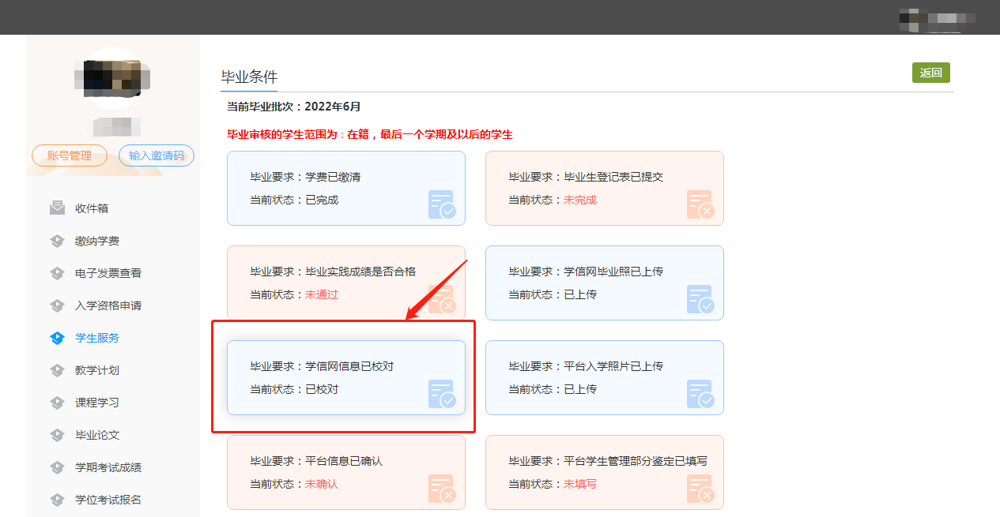 账号管理
输入邀请码
收件箱
缴纳学费
电子发票查看
入学资格申请
学生服务
教学计划
课程学习
毕业论文
学期考试成绩
学位考试报名
毕业条件
返回
当前毕业批次：2022年6月
毕业审核的学生范围为：在籍，最后一个学期及以后的学生
毕业要求：学费已缴清
当前状态：已完成
毕业要求：毕业生登记表已提交
当前状态：未完成
毕业要求：毕业实践成绩是否合格
当前状态：未通过
毕业要求：学信网毕业照已上传
当前状态：已上传
毕业要求：学信网信息已校对
当前状态：已校对
毕业要求：平台入学照片已上传
当前状态：已上传
毕业要求：平台信息已确认
当前状态：未确认
毕业要求：平台学生管理部分鉴定已填写
当前状态：未填写